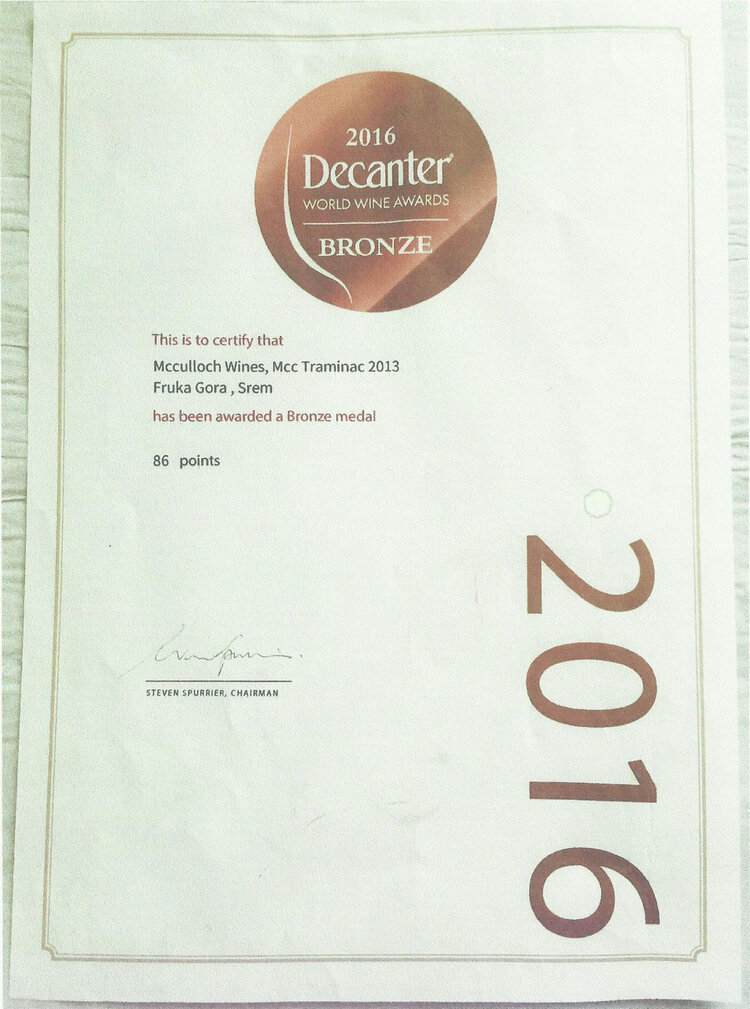 2016
Decanter
WORLD WINE AWARDS
BRONZE
This is to certify that
Mcculloch Wines, Mcc Traminac 2013
Fruka Gora , Srem
has been awarded a Bronze medal
86 points
STEVEN SPURRIER, CHAIRMAN
2016